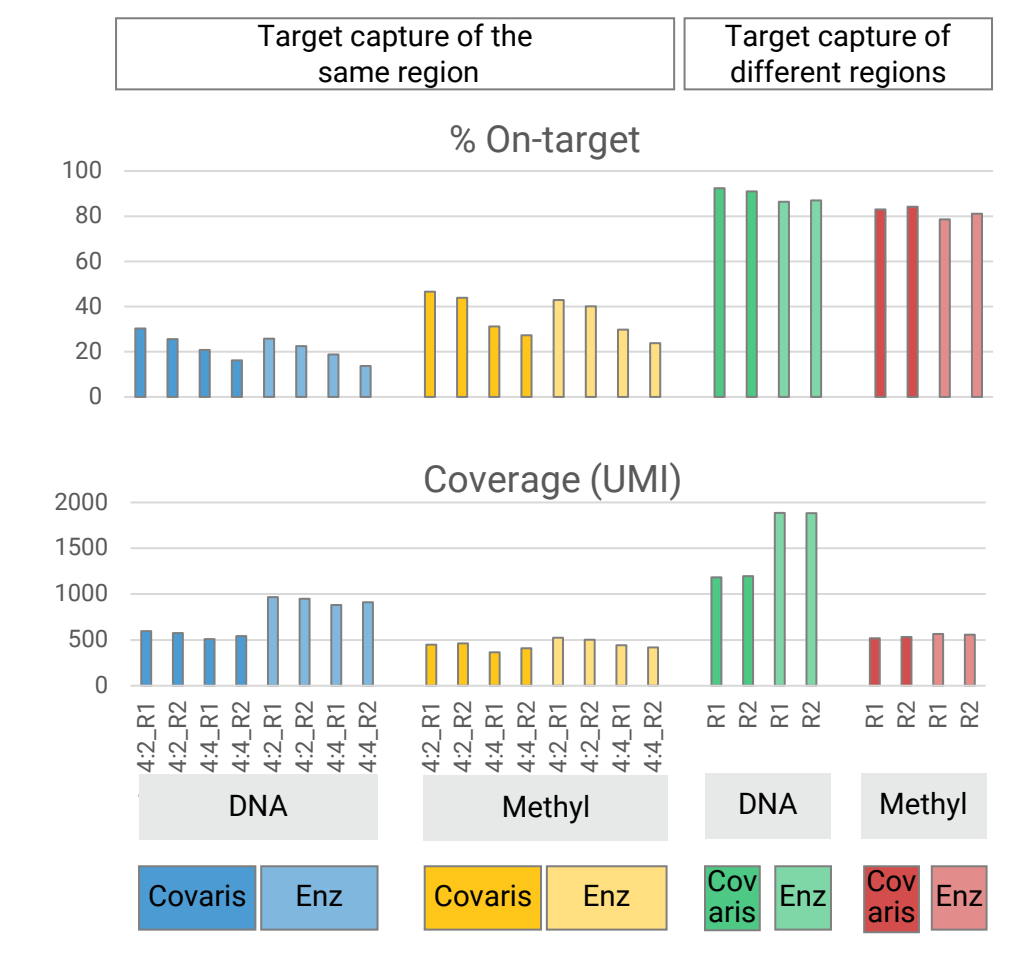 Target capture of the
same region
Target capture of
different regions
% On-target
100
80
60
40
20
0
Coverage (UMI)
2000
1500
1000
500
0
4:2_R1
4:2_R2
4:4_R1
4:4_R2
4:2_R1
4:2_R2
4:4_R1
4:4_R2
4:2_R1
4:2_R2
4:4_R1
4:4_R2
4:2_R1
4:2_R2
4:4_R1
4:4_R2
R1
R2
R1
R2
R1
R2
R1
R2
DNA
Methyl
DNA
Methyl
Covaris
Enz
Covaris
Enz
Cov
aris
Enz
Cov
aris
Enz